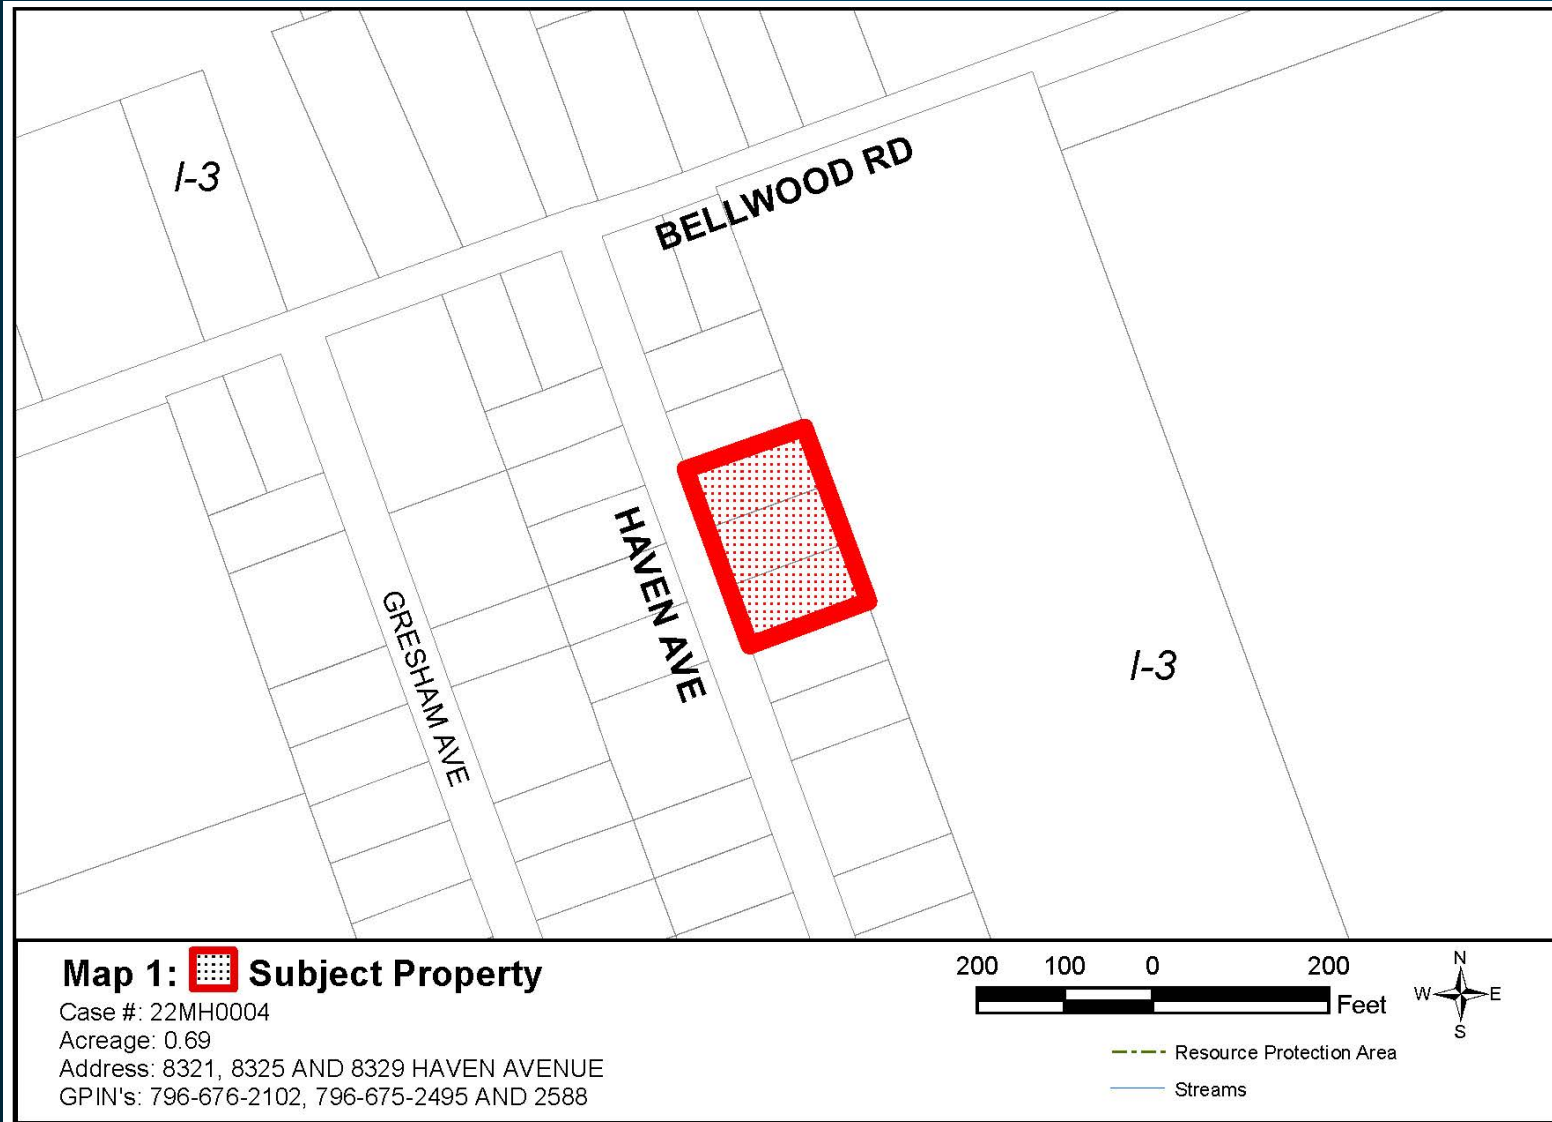 I-3
BELLWOOD RD
HAVEN AVE
GRESHAM AVE
I-3
Map 1: Subject Property
Case #: 22MH0004
Acreage: 0.69
Address: 8321, 8325 AND 8329 HAVEN AVENUE
GPIN's: 796-676-2102, 796-675-2495 AND 2588
200 100 0 200
Feet
N
W E
S
Resource Protection Area
Streams